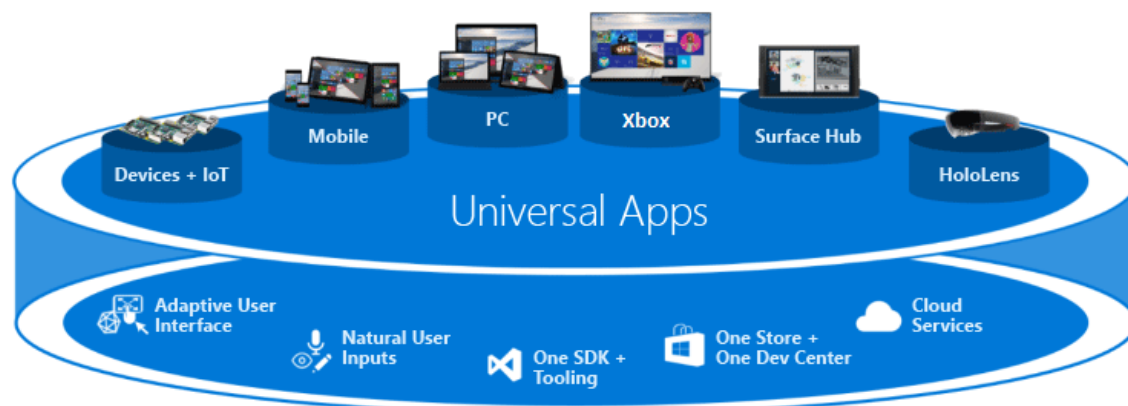 Devices + IoT
Mobile
PC
Xbox
Surface Hub
HoloLens
Universal Apps
Adaptive User
Interface
Natural User
Inputs
One SDK +
Tooling
One Store +
One Dev Center
Cloud
Services